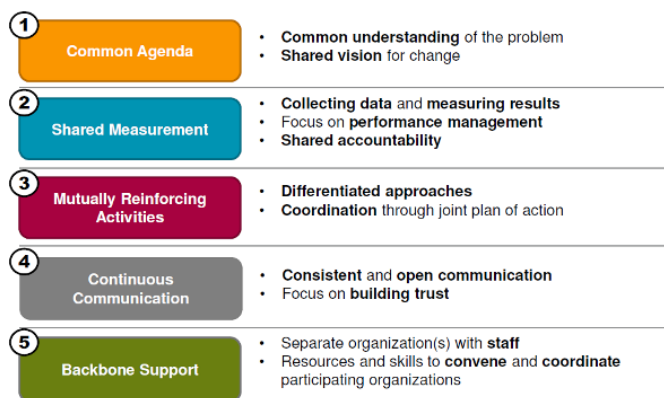 1
Common Agenda
• Common understanding of the problem
• Shared vision for change
2
Shared Measurement
• Collecting data and measuring results
• Focus on performance management
• Shared accountability
3
Mutually Reinforcing
Activities
• Differentiated approaches
• Coordination through joint plan of action
4
Continuous
Communication
• Consistent and open communication
• Focus on building trust
5
Backbone Support
• Separate organization(s) with staff
• Resources and skills to convene and coordinate
participating organizations